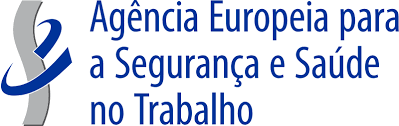 Agência Europeia para
a Segurança e Saúde
no Trabalho